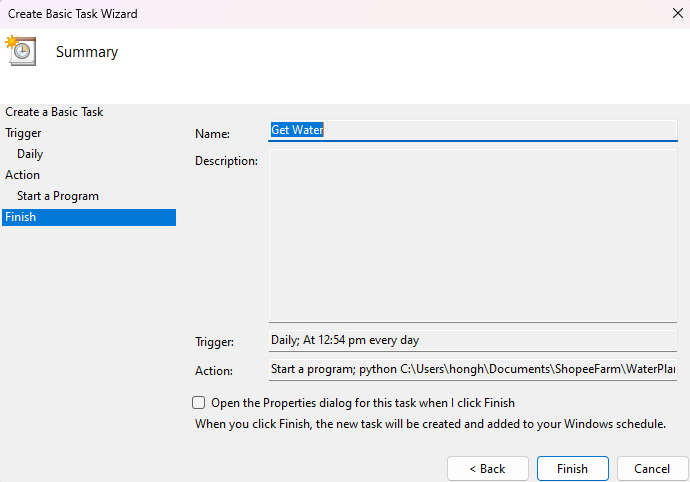 Create Basic Task Wizard
Summary
Create a Basic Task
Trigger
Daily
Action
Start a Program
Finish
Name: Get Water
Description:
Trigger: Daily; At 12:54 pm every day
Action: Start a program; python C:\Users\hongh\Documents\ShopeeFarm\WaterPla
Open the Properties dialog for this task when I click Finish
When you click Finish, the new task will be created and added to your Windows schedule.
< Back Finish Cancel